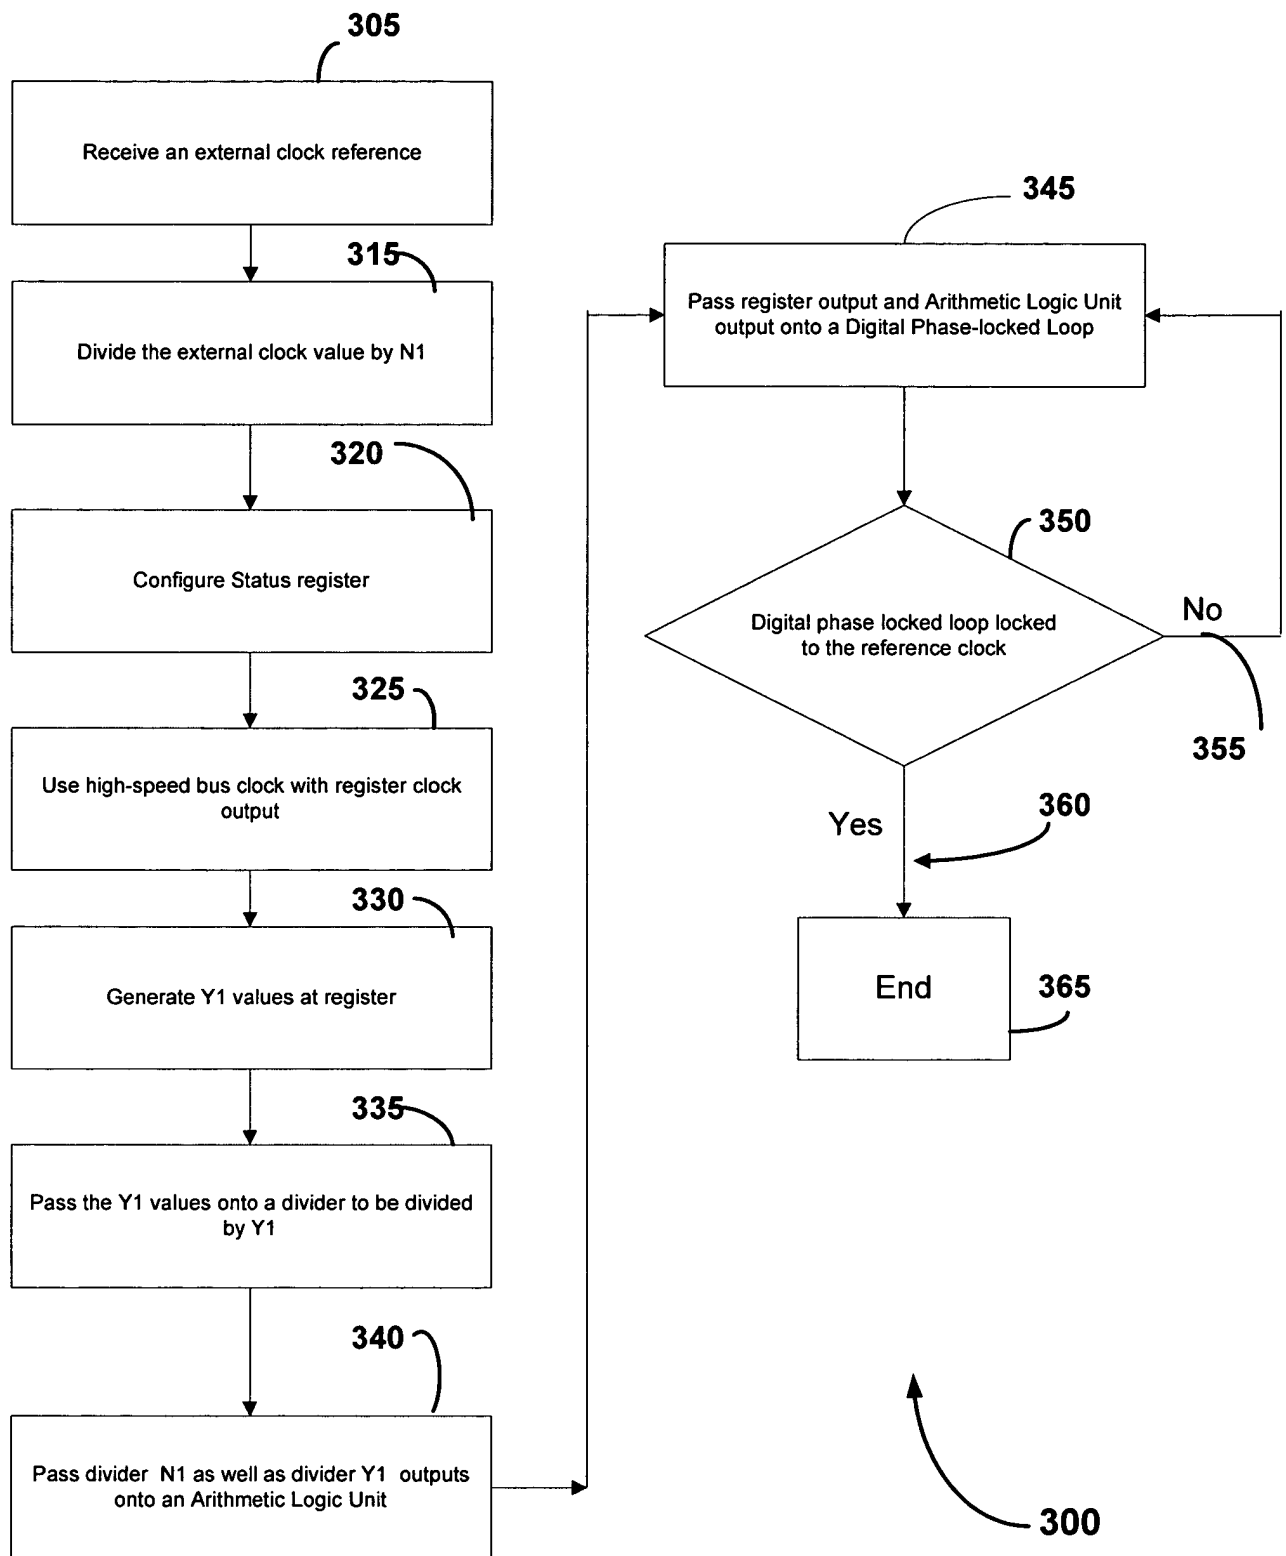 305
Receive an external clock reference
315
Divide the external clock value by N1
320
Configure Status register
325
Use high-speed bus clock with register clock
output
330
Generate Y1 values at register
335
Pass the Y1 values onto a divider to be divided
by Y1
340
Pass divider N1 as well as divider Y1 outputs
onto an Arithmetic Logic Unit
345
Pass register output and Arithmetic Logic Unit
output onto a Digital Phase-locked Loop
350
Digital phase locked loop locked
to the reference clock
No
355
Yes
360
End
365
300